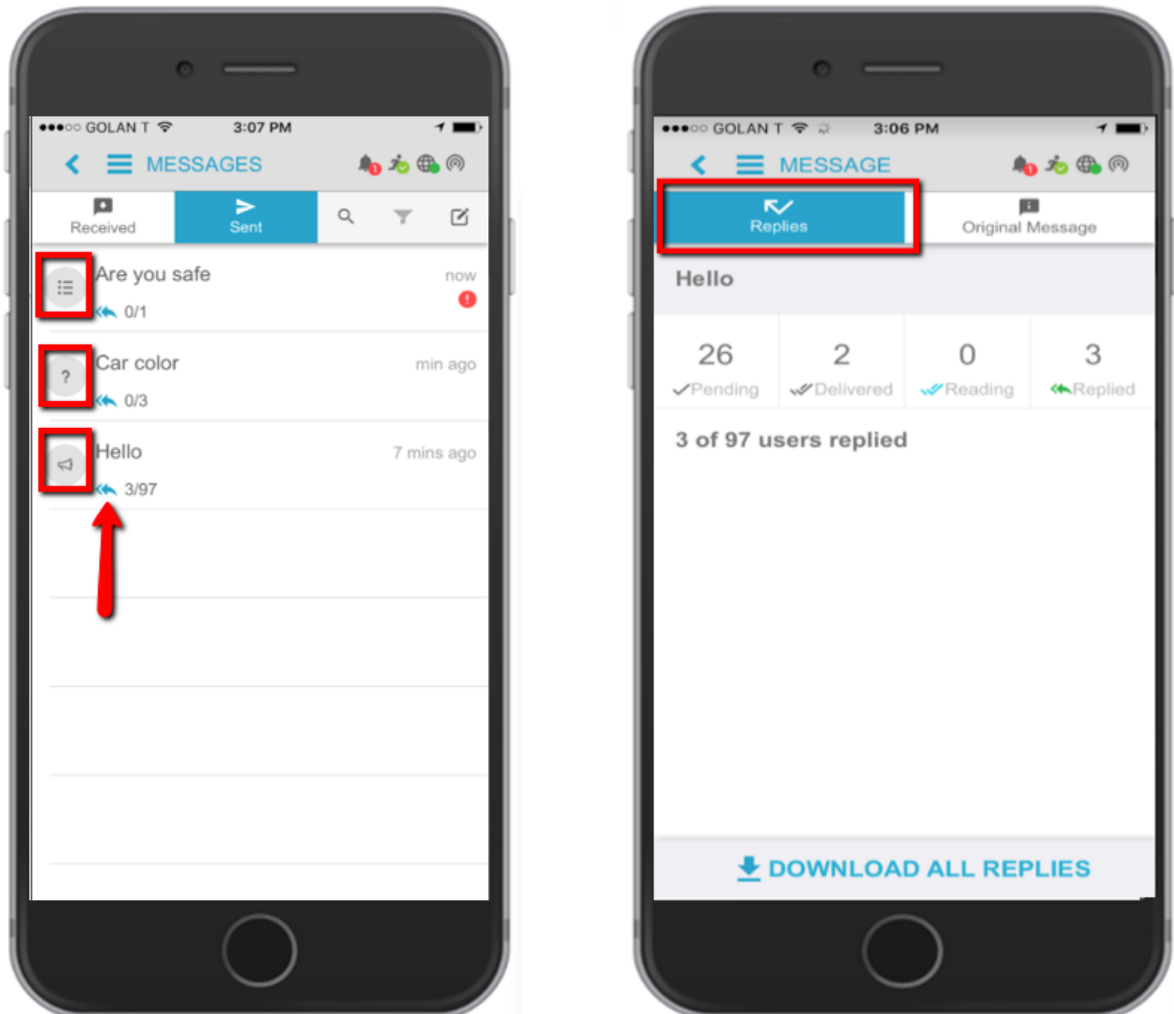 GOLAN T 3:07 PM
MESSAGES 1
Received Sent
Are you safe now
0/1 !
? Car color min ago
0/3
Hello 7 mins ago
3/97
GOLAN T 3:06 PM
MESSAGE 1
Replies Original Message
Hello
26 2 0 3
Pending Delivered Reading Replied
3 of 97 users replied
DOWNLOAD ALL REPLIES